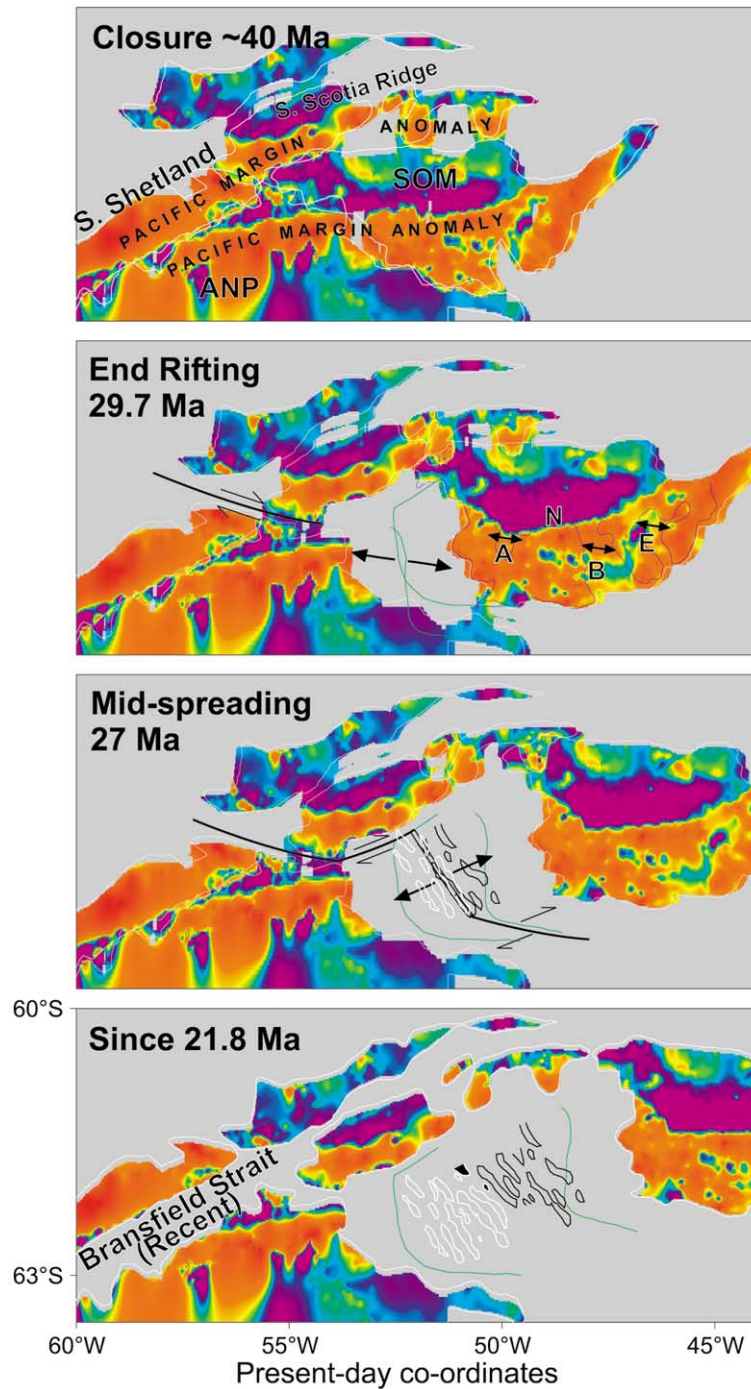 Closure ~40 Ma
S. Scotia Ridge
ANOMALY
S. Shetland
PACIFIC MARGIN
SOM
PACIFIC MARGIN ANOMALY
ANP
End Rifting
29.7 Ma
N
E
A
B
Mid-spreading
27 Ma
60°S
Since 21.8 Ma
Bransfield Strait
(Recent)
63°S
60°W
55°W
50°W
45°W
Present-day co-ordinates